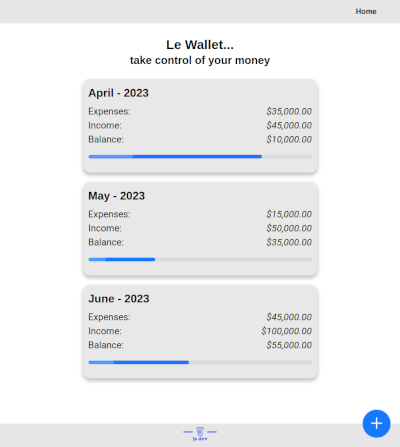 Home
Le Wallet...
take control of your money
April - 2023
Expenses: $35,000.00
Income: $45,000.00
Balance: $10,000.00
May - 2023
Expenses: $15,000.00
Income: $50,000.00
Balance: $35,000.00
June - 2023
Expenses: $45,000.00
Income: $100,000.00
Balance: $55,000.00
+
js dev